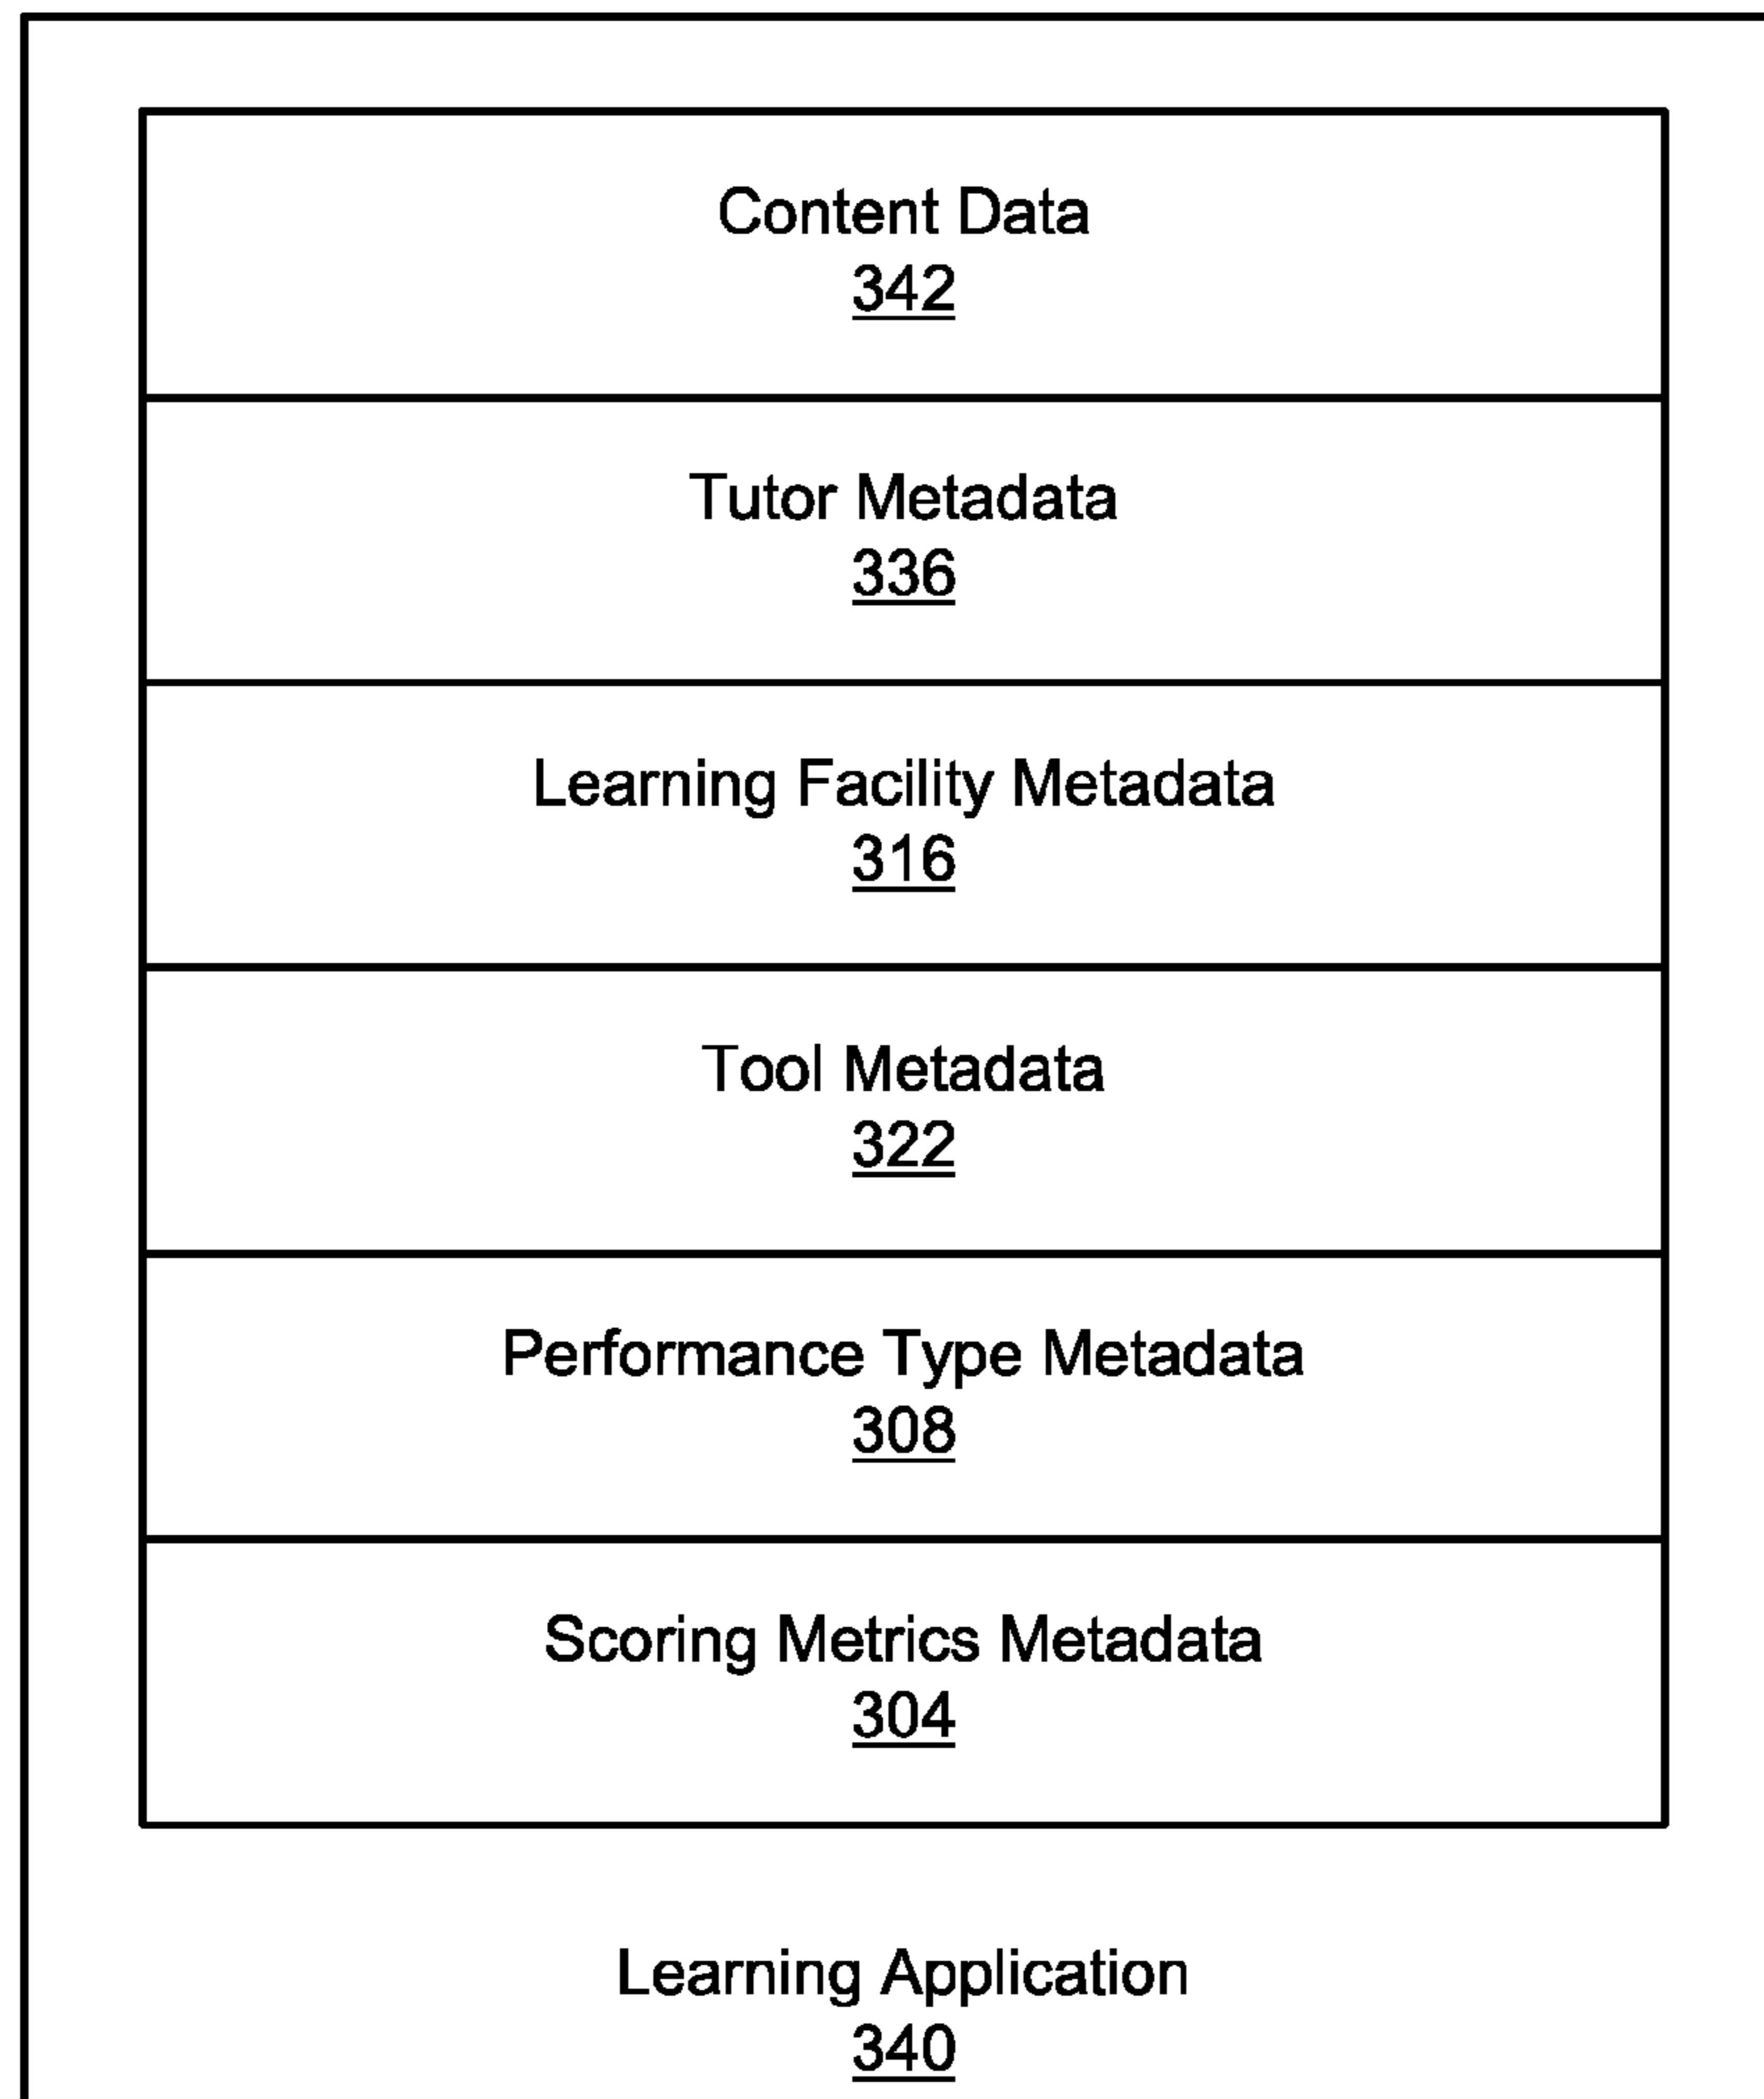 Content Data
342
Tutor Metadata
336
Learning Facility Metadata
316
Tool Metadata
322
Performance Type Metadata
308
Scoring Metrics Metadata
304
Learning Application
340